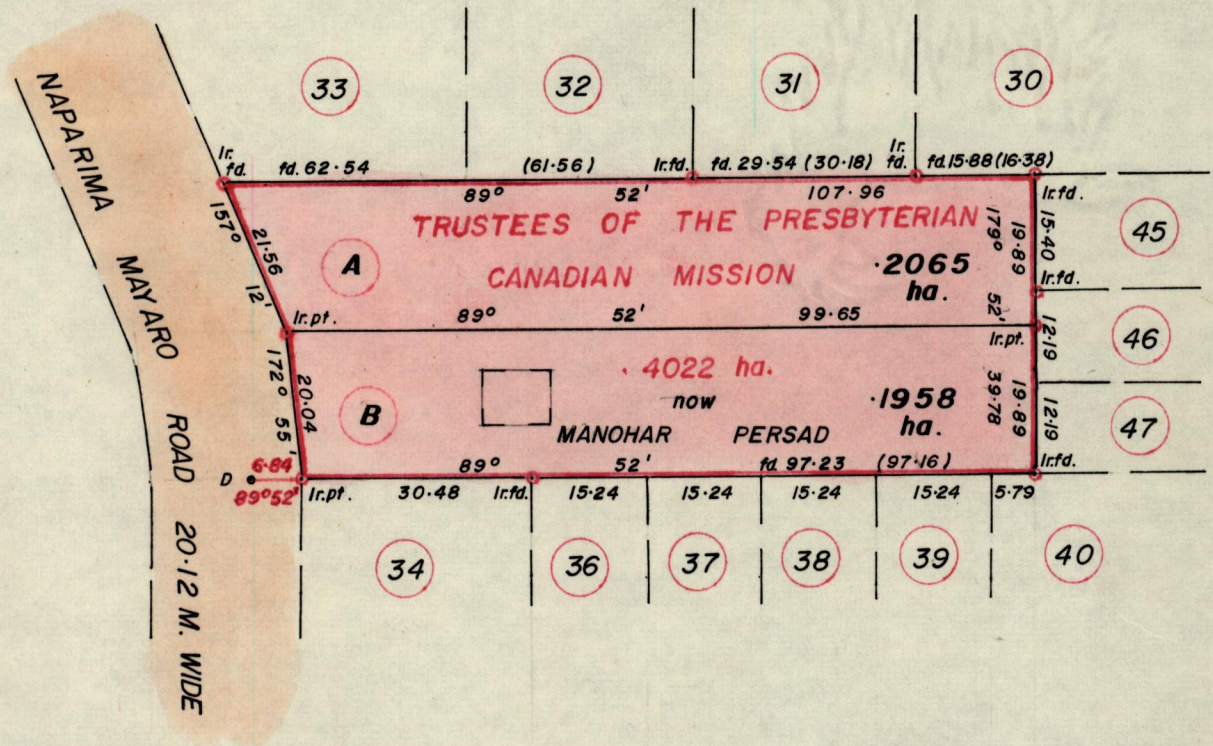 33
32
31
30
Ir. fd.
fd. 62·54
(61·56)
Ir.fd.
fd. 29·54 (30·18)
Ir. fd.
fd.15·88(16·38)
89° 52' 107·96
Ir.fd.
NAPARIMA MAYARO ROAD 20·12 M. WIDE
157° 12'
21·56
TRUSTEES OF THE PRESBYTERIAN
CANADIAN MISSION
A
·2065
ha.
179° 52'
19·89
15·40
45
Ir.fd.
Ir.pt.
89° 52' 99·65
Ir.pt.
12·19
46
172° 55'
20·04
·4022 ha.
now
MANOHAR PERSAD
B
·1958
ha.
39·78
19·89
12·19
47
D
6·84
89°52'
89° 52' fd. 97·23 (97·16)
Ir.fd.
Ir.pt.
30·48
Ir.fd.
15·24
15·24
15·24
15·24
5·79
34
36
37
38
39
40